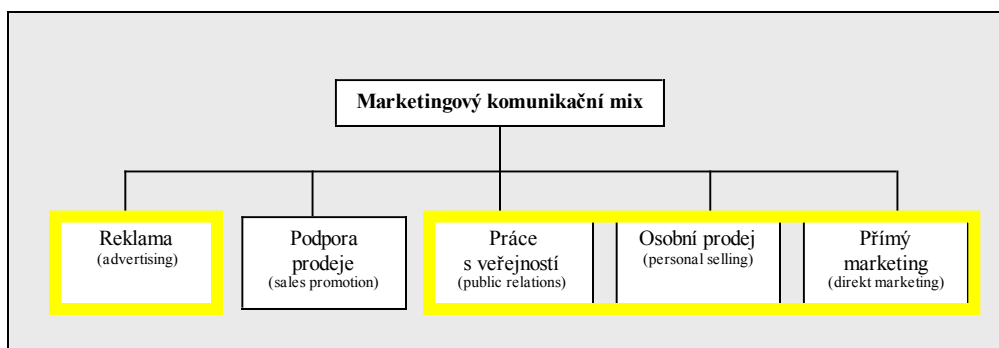 Marketingový komunikační mix
Reklama
(advertising)
Podpora
prodeje
(sales promotion)
Práce
s veřejností
(public relations)
Osobní prodej
(personal selling)
Přímý
marketing
(direkt marketing)